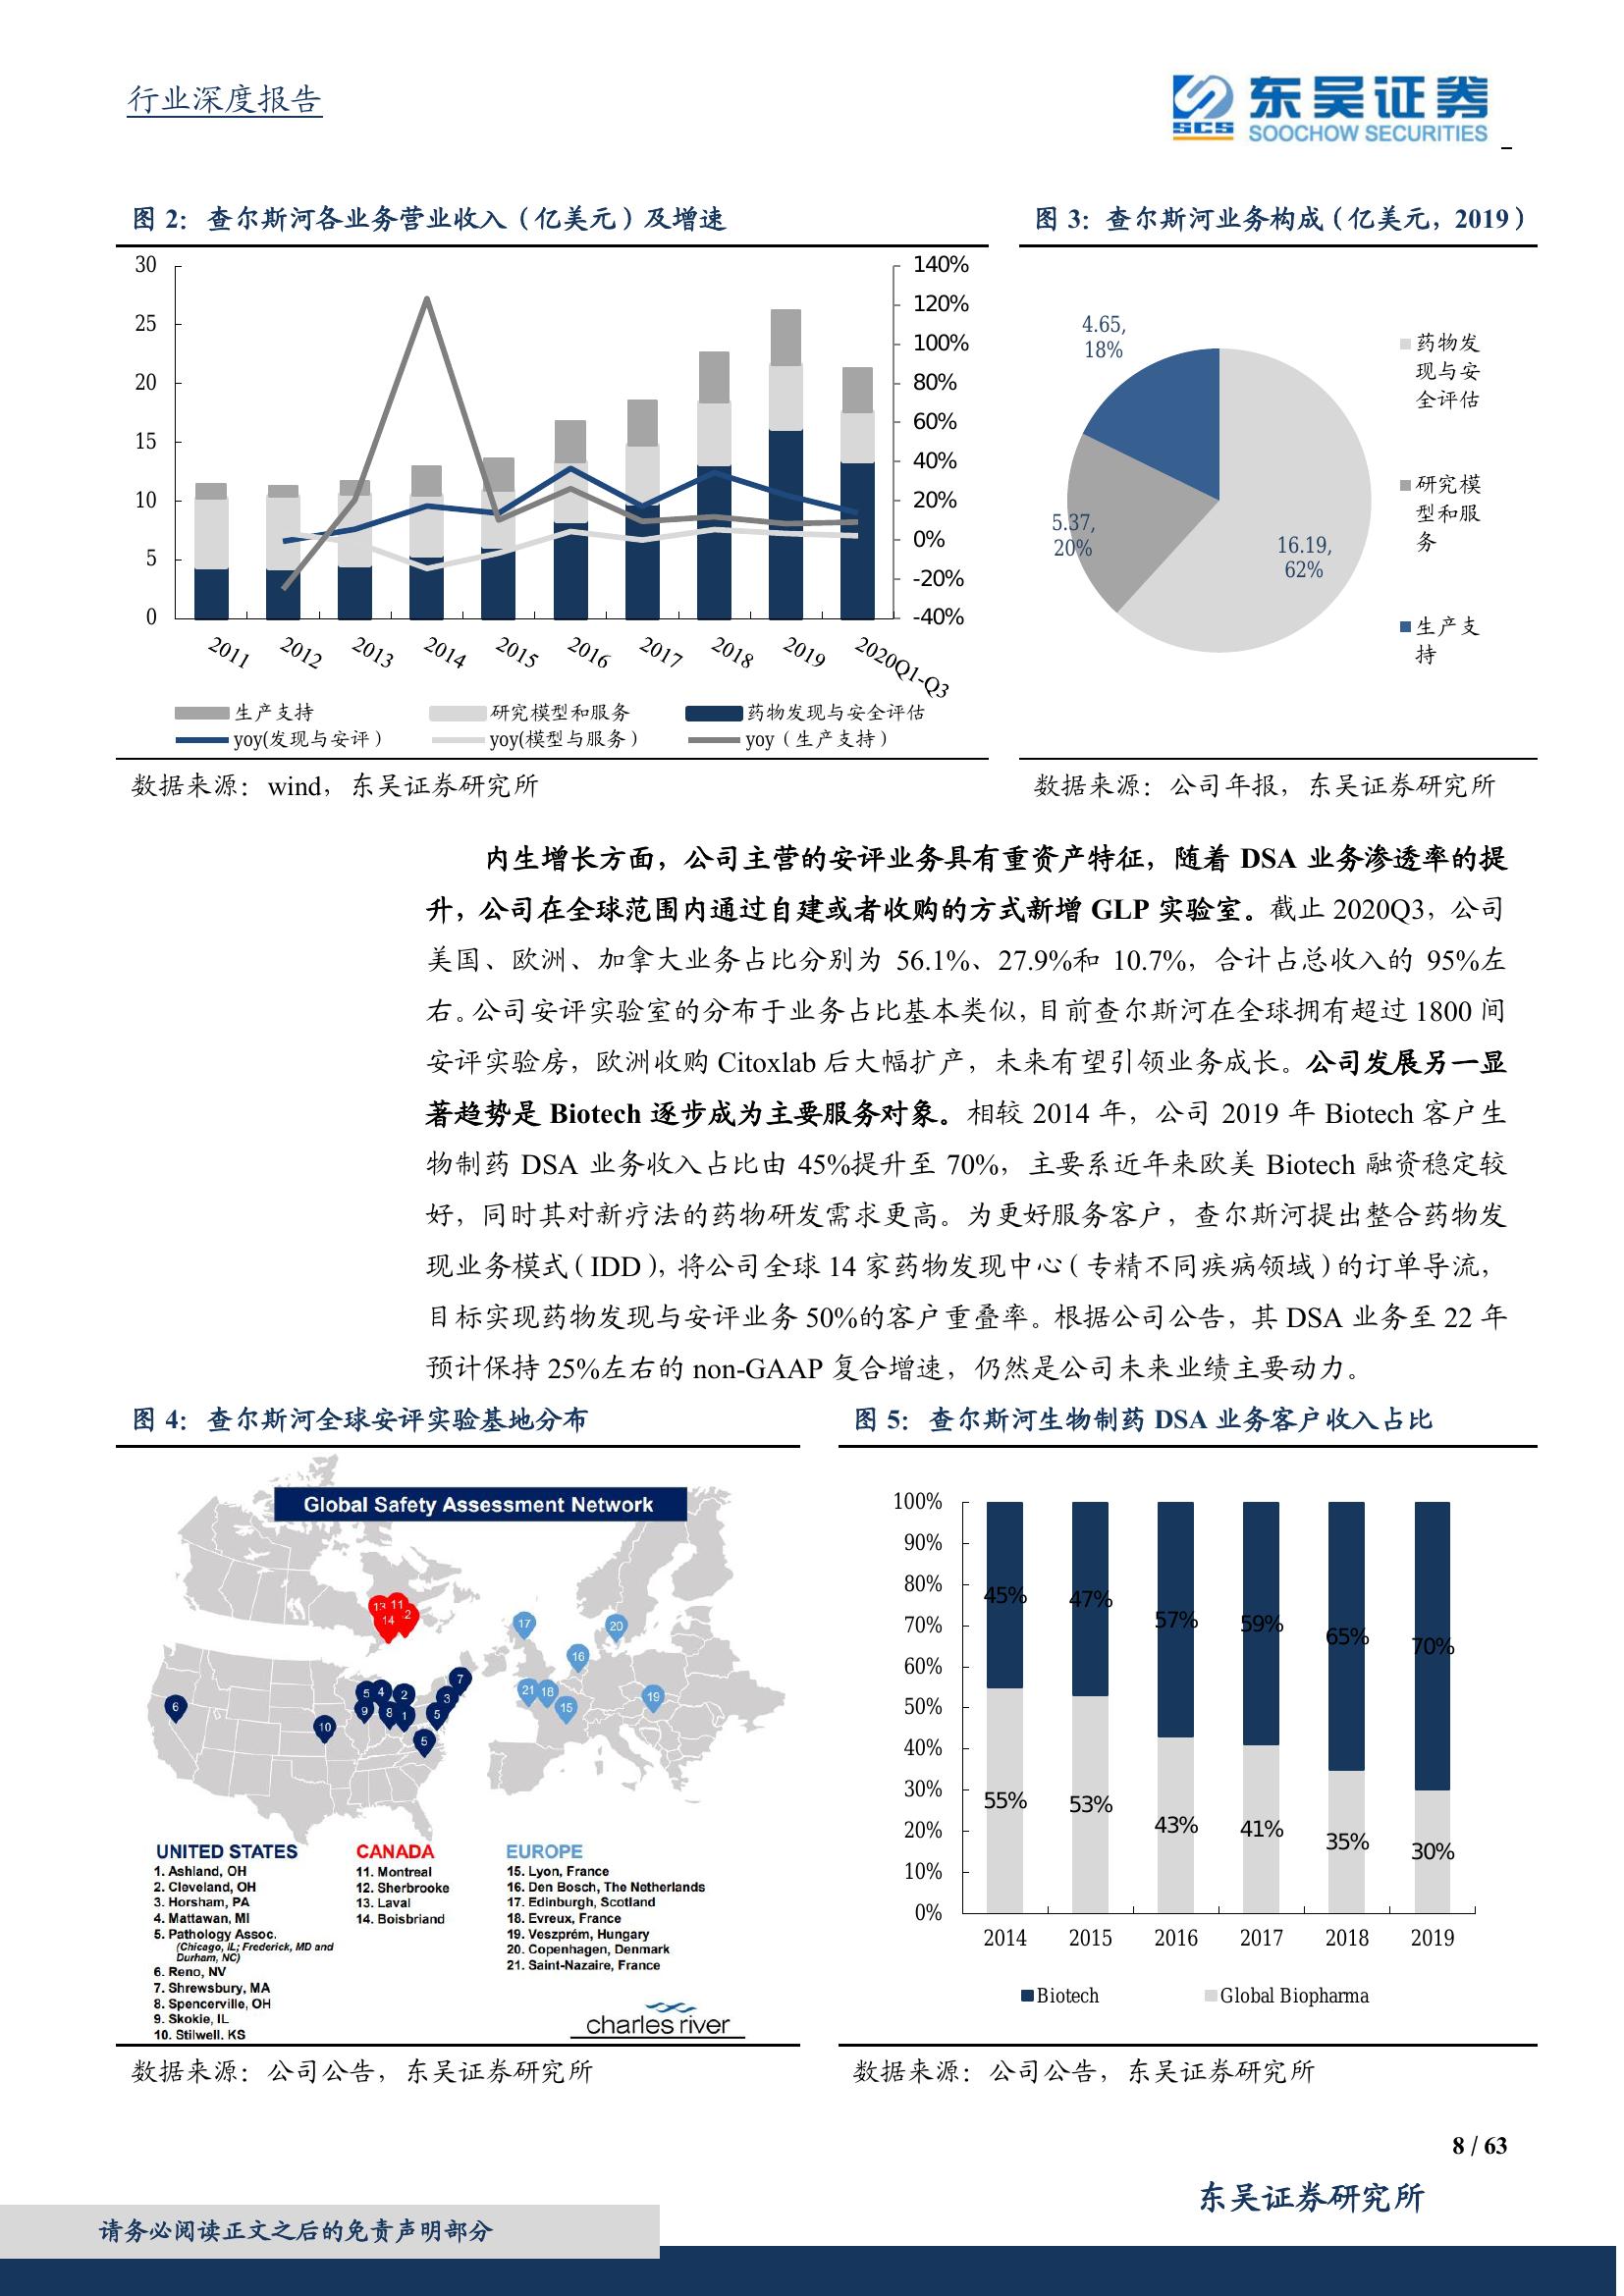 行业深度报告
SCS
东吴证券
SOOCHOW SECURITIES
图 2：查尔斯河各业务营业收入（亿美元）及增速
30
25
20
15
10
5
0
140%
120%
100%
80%
60%
40%
20%
0%
-20%
-40%
2011
2012
2013
2014
2015
2016
2017
2018
2019
2020Q1-Q3
生产支持
研究模型和服务
药物发现与安全评估
yoy(发现与安评）
yoy(模型与服务）
yoy（生产支持）
数据来源：wind，东吴证券研究所
图 3：查尔斯河业务构成（亿美元，2019）
4.65,
18%
5.37,
20%
16.19,
62%
药物发
现与安
全评估
研究模
型和服
务
生产支
持
数据来源：公司年报，东吴证券研究所
内生增长方面，公司主营的安评业务具有重资产特征，随着 DSA 业务渗透率的提
升，公司在全球范围内通过自建或者收购的方式新增 GLP 实验室。截止 2020Q3，公司
美国、欧洲、加拿大业务占比分别为 56.1%、27.9%和 10.7%，合计占总收入的 95%左
右。公司安评实验室的分布于业务占比基本类似，目前查尔斯河在全球拥有超过 1800 间
安评实验房，欧洲收购 Citoxlab 后大幅扩产，未来有望引领业务成长。公司发展另一显
著趋势是 Biotech 逐步成为主要服务对象。相较 2014 年，公司 2019 年 Biotech 客户生
物制药 DSA 业务收入占比由 45%提升至 70%，主要系近年来欧美 Biotech 融资稳定较
好，同时其对新疗法的药物研发需求更高。为更好服务客户，查尔斯河提出整合药物发
现业务模式（IDD），将公司全球 14 家药物发现中心（专精不同疾病领域）的订单导流，
目标实现药物发现与安评业务 50%的客户重叠率。根据公司公告，其 DSA 业务至 22 年
预计保持 25%左右的 non-GAAP 复合增速，仍然是公司未来业绩主要动力。
图 4：查尔斯河全球安评实验基地分布
Global Safety Assessment Network
13
11
14
2
17
20
16
21
18
15
19
6
10
5
4
2
9
8
1
7
3
5
5
UNITED STATES
1. Ashland, OH
2. Cleveland, OH
3. Horsham, PA
4. Mattawan, MI
5. Pathology Assoc.
(Chicago, IL; Frederick, MD and
Durham, NC)
6. Reno, NV
7. Shrewsbury, MA
8. Spencerville, OH
9. Skokie, IL
10. Stilwell, KS
CANADA
11. Montreal
12. Sherbrooke
13. Laval
14. Boisbriand
EUROPE
15. Lyon, France
16. Den Bosch, The Netherlands
17. Edinburgh, Scotland
18. Evreux, France
19. Veszprém, Hungary
20. Copenhagen, Denmark
21. Saint-Nazaire, France
charles river
数据来源：公司公告，东吴证券研究所
图 5：查尔斯河生物制药 DSA 业务客户收入占比
100%
90%
80%
70%
60%
50%
40%
30%
20%
10%
0%
45%
47%
57%
59%
65%
70%
55%
53%
43%
41%
35%
30%
2014
2015
2016
2017
2018
2019
Biotech
Global Biopharma
数据来源：公司公告，东吴证券研究所
8 / 63
东吴证券研究所
请务必阅读正文之后的免责声明部分